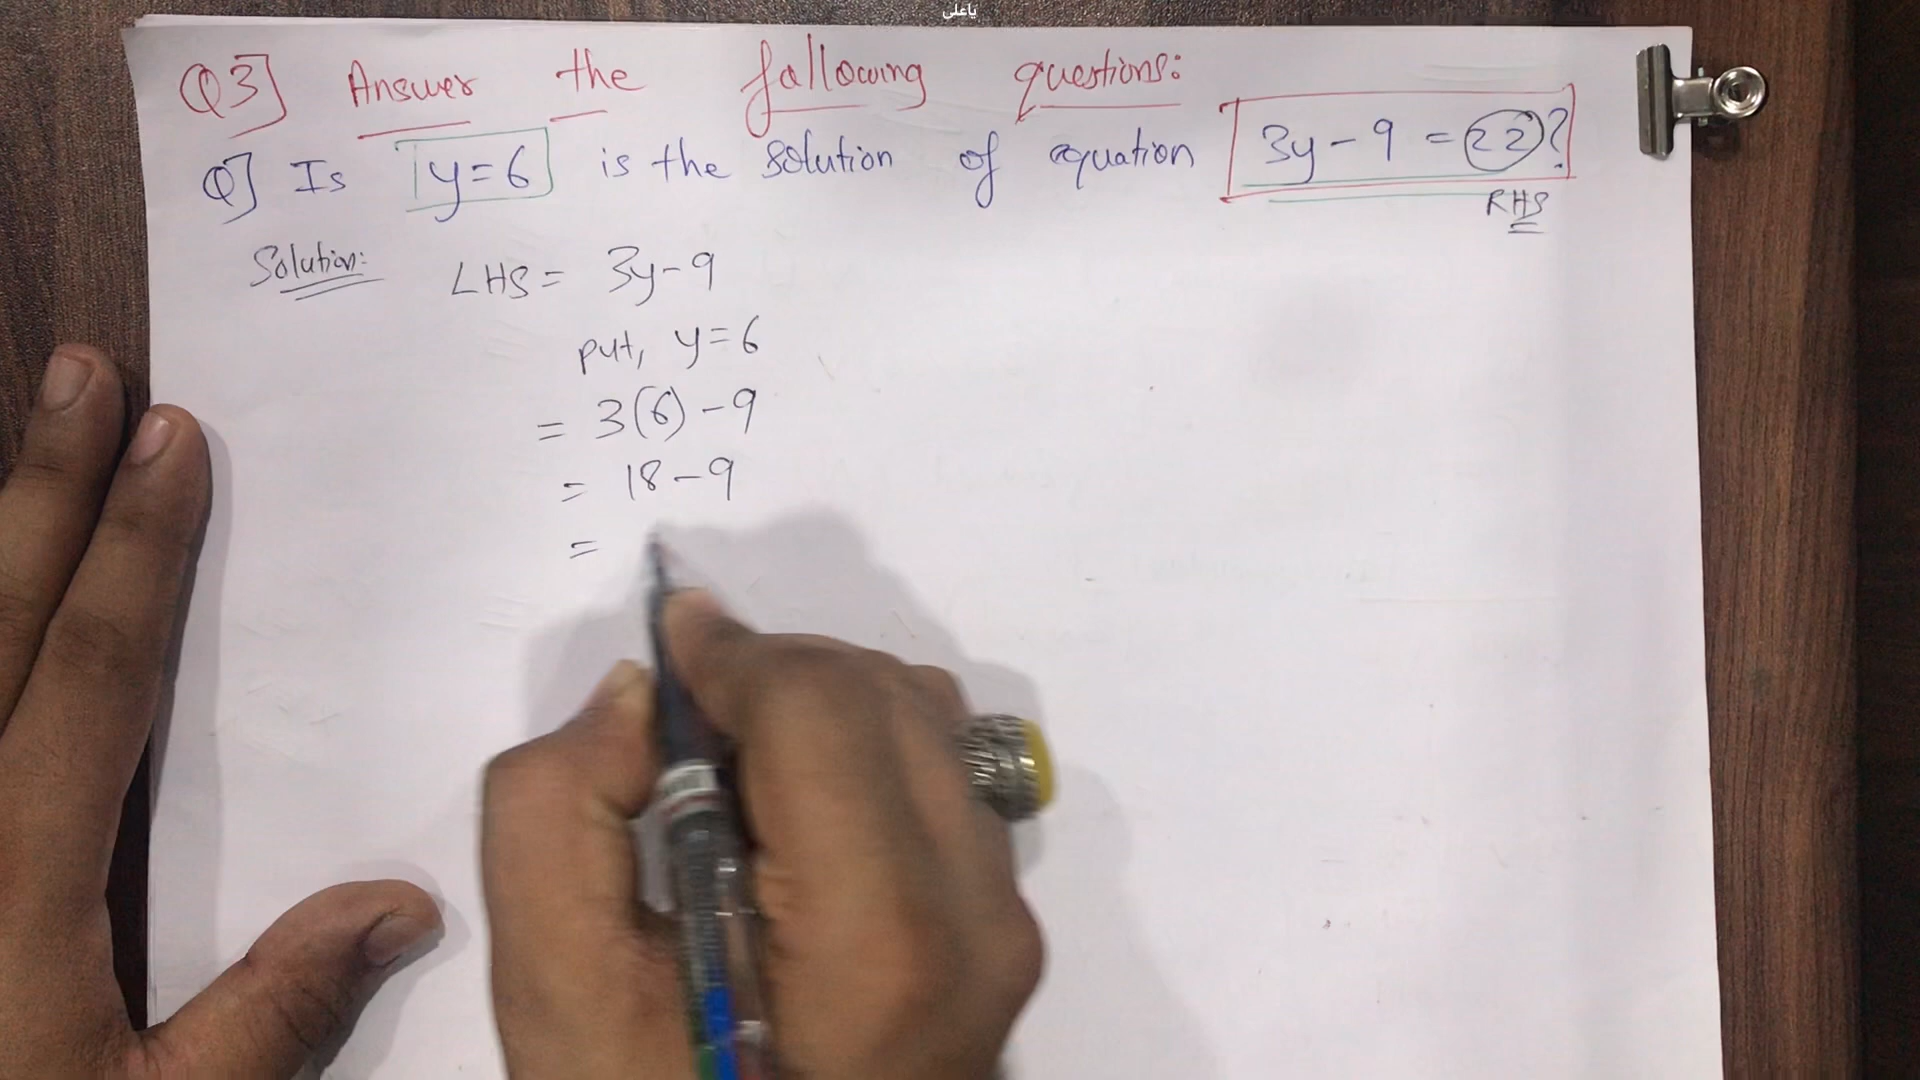 ياعلى
Q3] Answer the following questions:
Q] Is y=6 is the solution of equation 3y-9=22?
RHS
Solution: LHS = 3y-9
put, y=6
= 3(6)-9
= 18-9
=